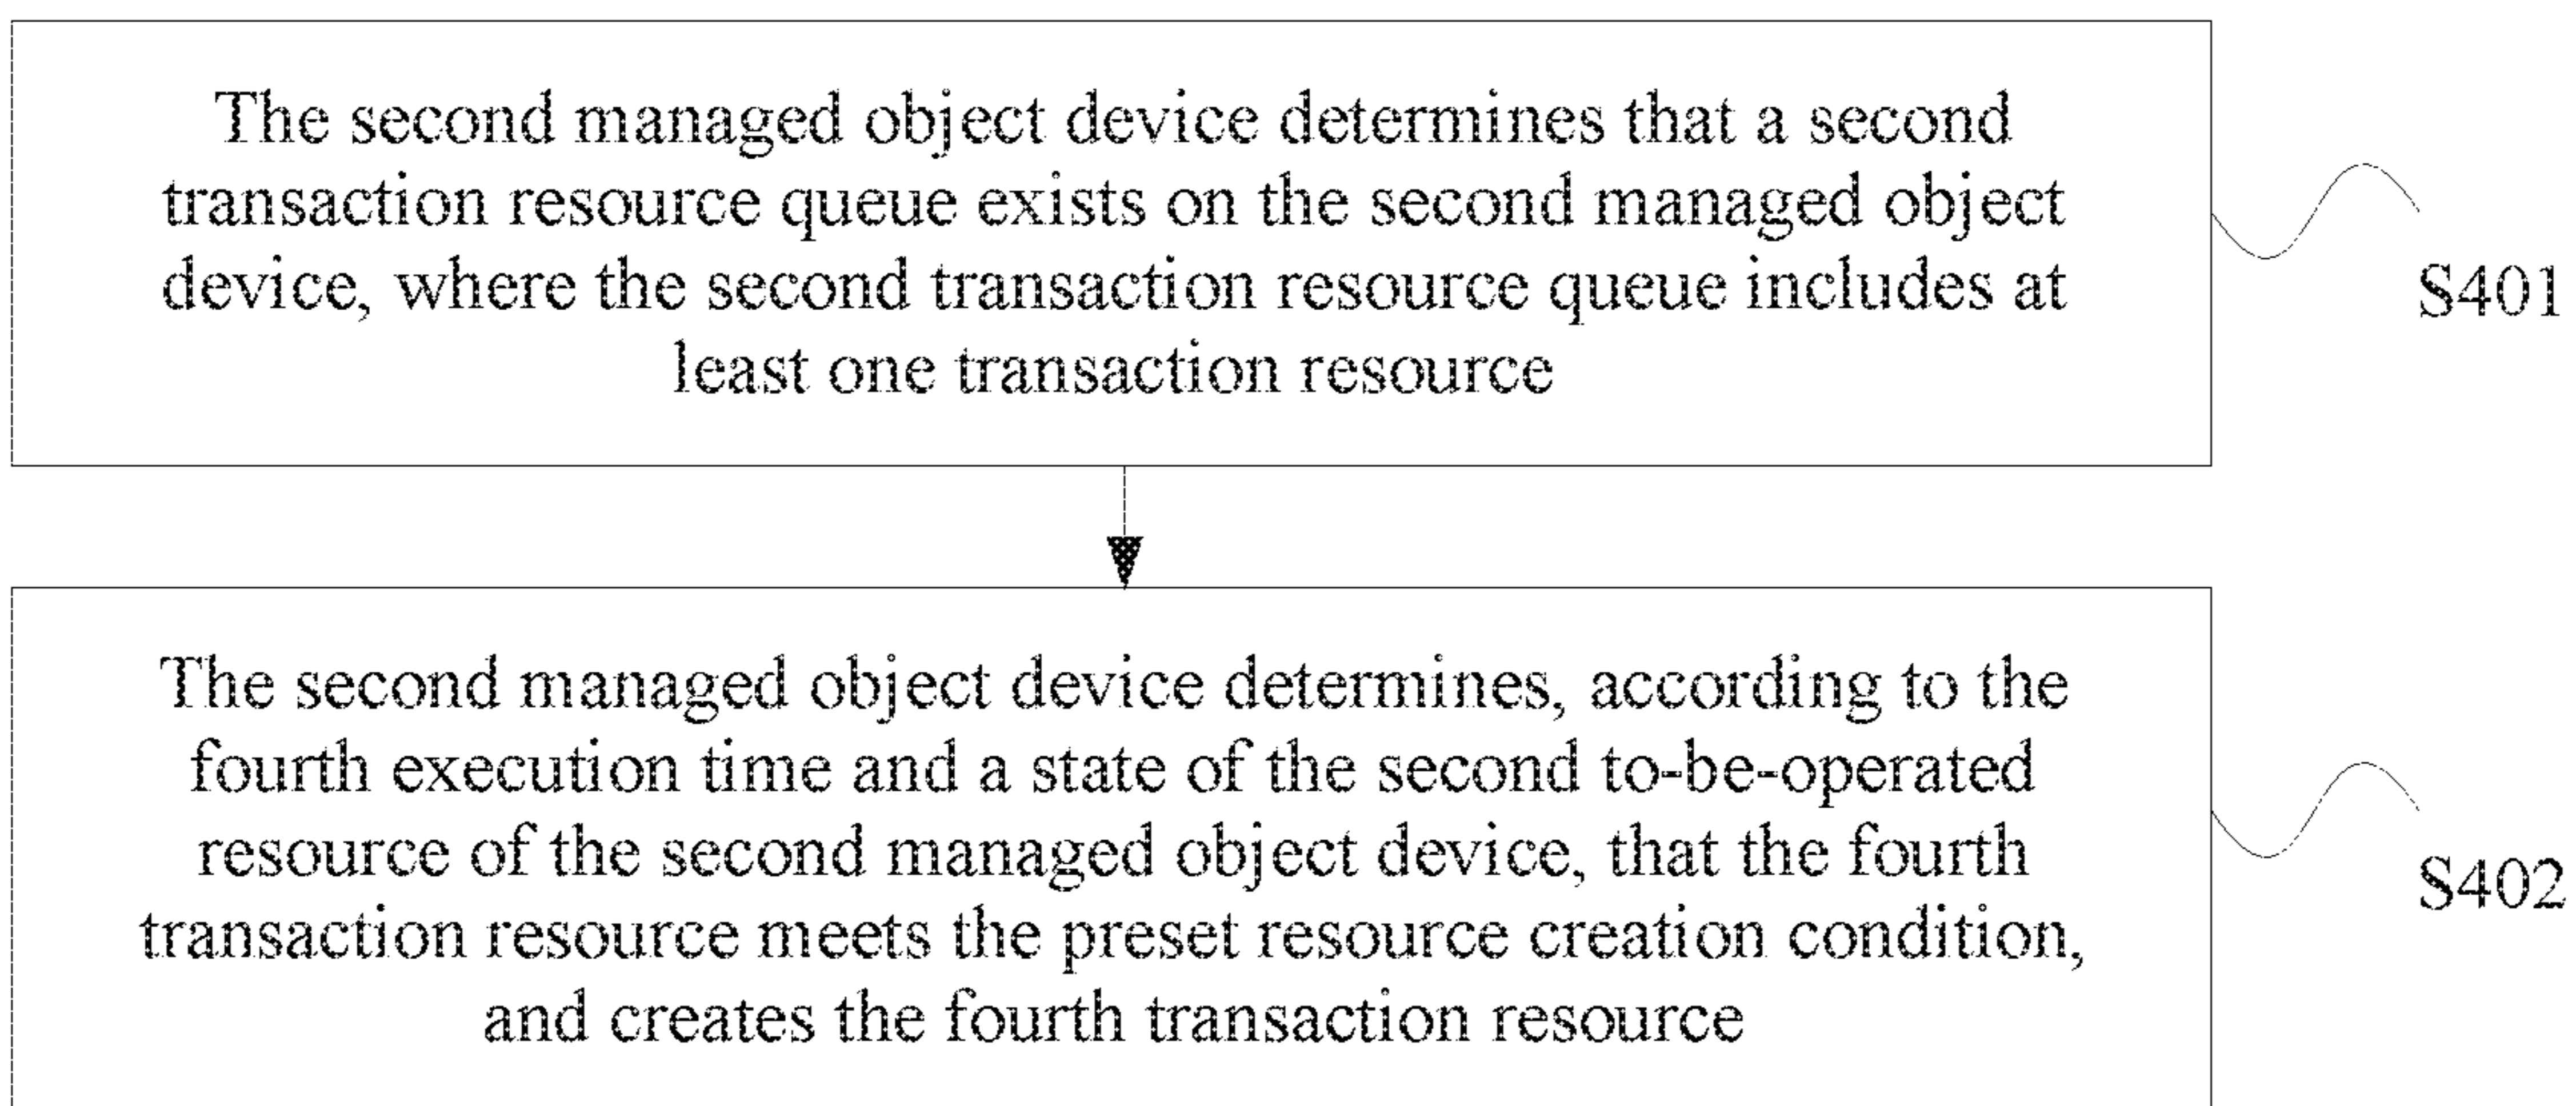 The second managed object device determines that a second
transaction resource queue exists on the second managed object
device, where the second transaction resource queue includes at
least one transaction resource
S401
The second managed object device determines, according to the
fourth execution time and a state of the second to-be-operated
resource of the second managed object device, that the fourth
transaction resource meets the preset resource creation condition,
and creates the fourth transaction resource
S402